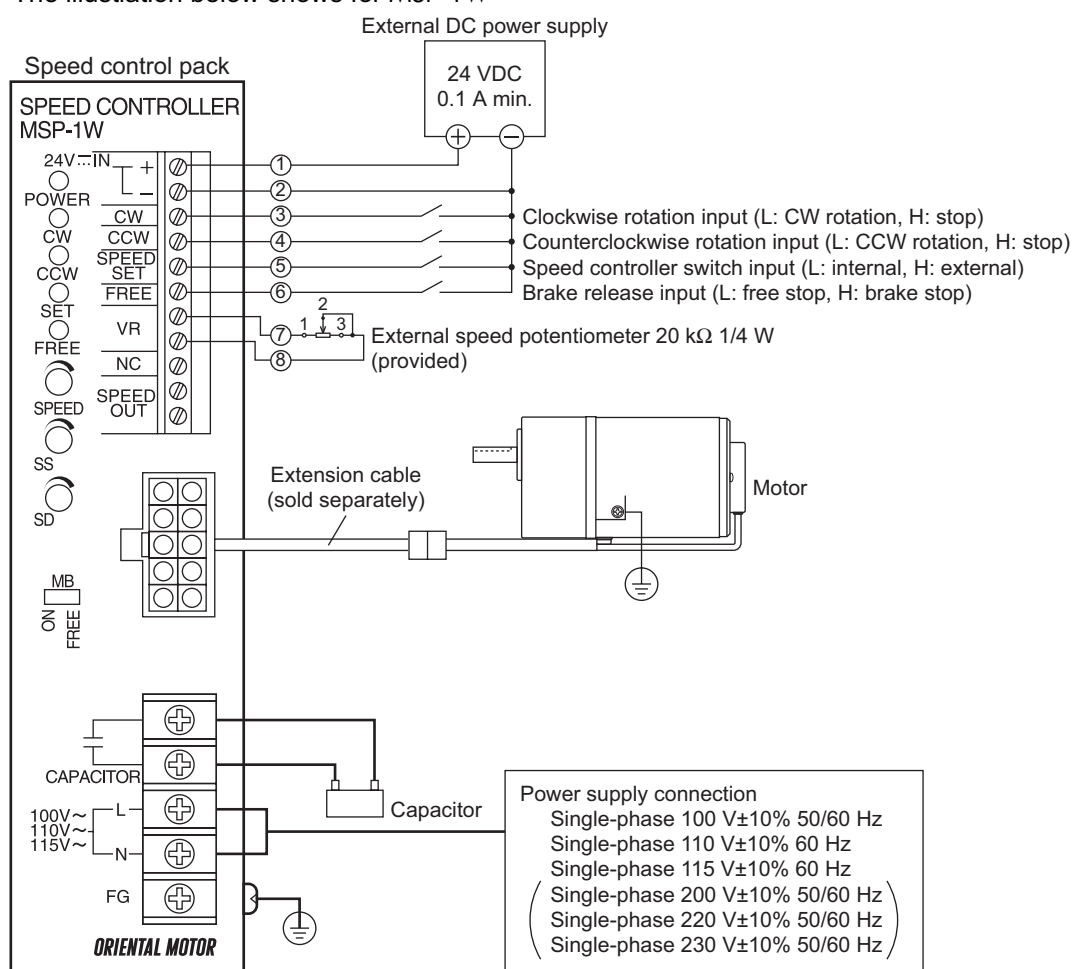 External DC power supply
24 VDC
0.1 A min.
+ −
Speed control pack
SPEED CONTROLLER
MSP-1W
24V⎓IN + −
POWER
CW
CCW
SET
FREE
SPEED
SS
SD
CW
CCW
SPEED
SET
FREE
VR
NC
SPEED
OUT
①
②
③ Clockwise rotation input (L: CW rotation, H: stop)
④ Counterclockwise rotation input (L: CCW rotation, H: stop)
⑤ Speed controller switch input (L: internal, H: external)
⑥ Brake release input (L: free stop, H: brake stop)
⑦ 1 2 3 External speed potentiometer 20 kΩ 1/4 W
⑧ (provided)
Extension cable
(sold separately)
Motor
MB
ON FREE
CAPACITOR
Capacitor
100V~
110V~
115V~
L
N
FG
ORIENTAL MOTOR
Power supply connection
Single-phase 100 V±10% 50/60 Hz
Single-phase 110 V±10% 60 Hz
Single-phase 115 V±10% 60 Hz
(Single-phase 200 V±10% 50/60 Hz
Single-phase 220 V±10% 50/60 Hz
Single-phase 230 V±10% 50/60 Hz)